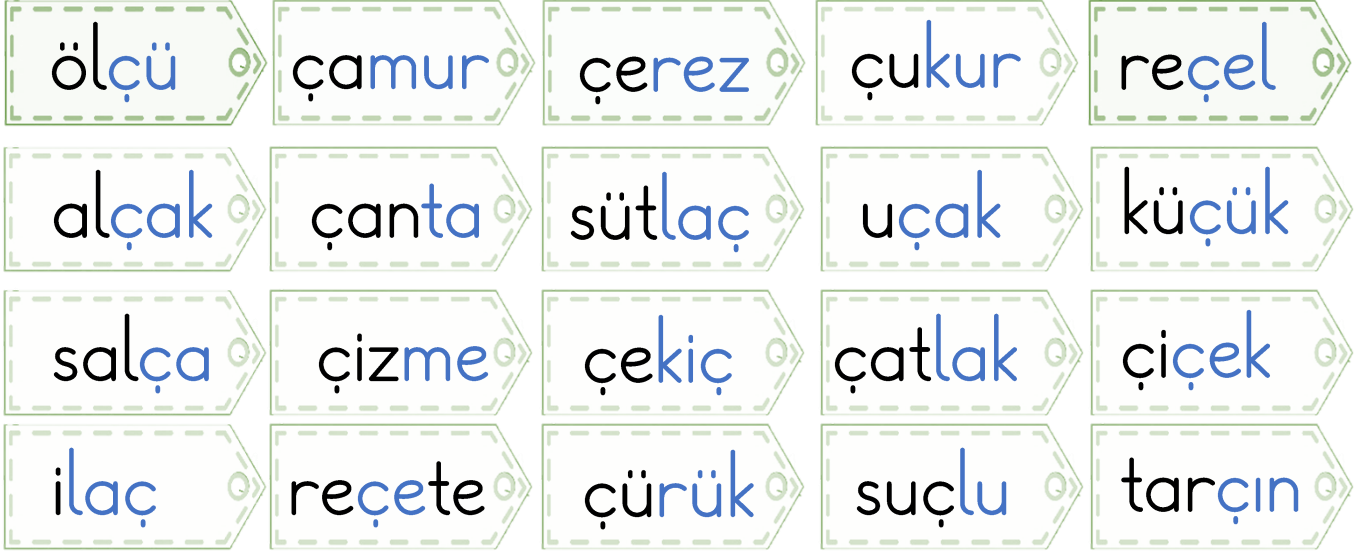 ölçü çamur çerez çukur reçel
alçak çanta sütlaç uçak küçük
salça çizme çekiç çatlak çiçek
ilaç reçete çürük suçlu tarçın